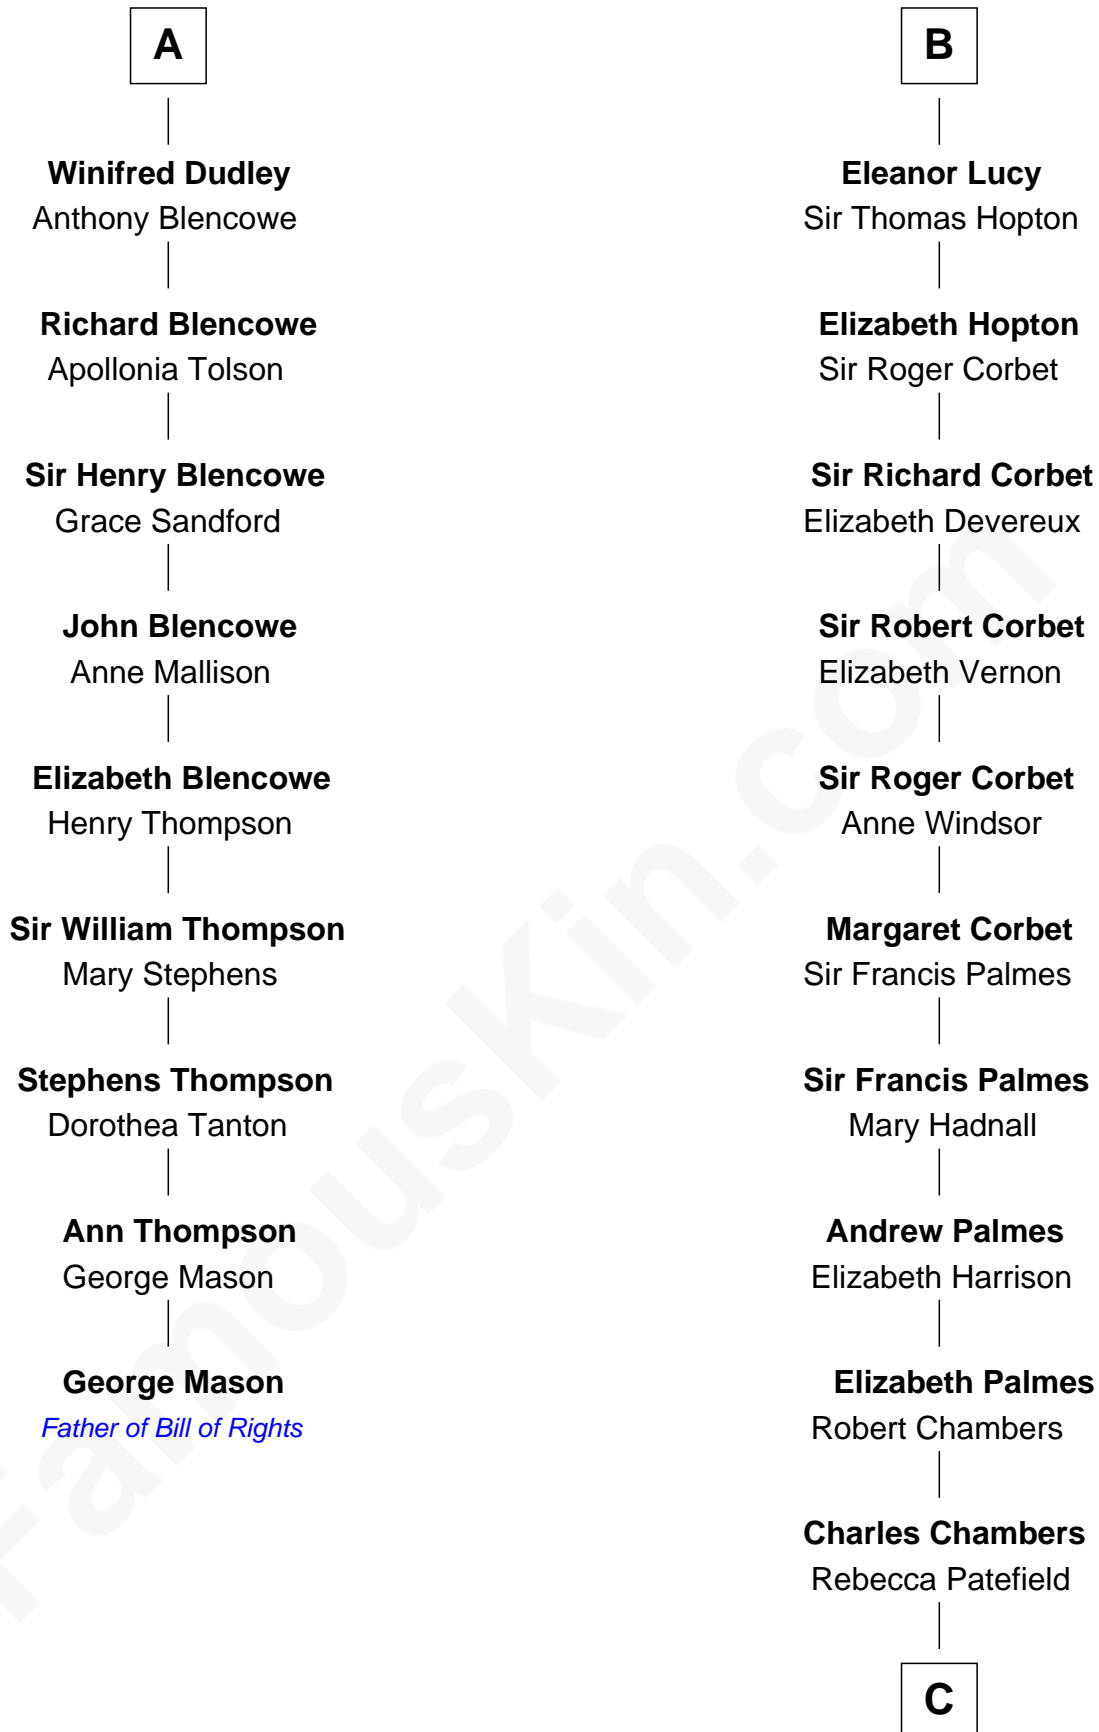 A
Winifred Dudley
Anthony Blencowe
Richard Blencowe
Apollonia Tolson
Sir Henry Blencowe
Grace Sandford
John Blencowe
Anne Mallison
Elizabeth Blencowe
Henry Thompson
Sir William Thompson
Mary Stephens
Stephens Thompson
Dorothea Tanton
Ann Thompson
George Mason
George Mason
Father of Bill of Rights
B
Eleanor Lucy
Sir Thomas Hopton
Elizabeth Hopton
Sir Roger Corbet
Sir Richard Corbet
Elizabeth Devereux
Sir Robert Corbet
Elizabeth Vernon
Sir Roger Corbet
Anne Windsor
Margaret Corbet
Sir Francis Palmes
Sir Francis Palmes
Mary Hadnall
Andrew Palmes
Elizabeth Harrison
Elizabeth Palmes
Robert Chambers
Charles Chambers
Rebecca Patefield
C
FamousKin.com